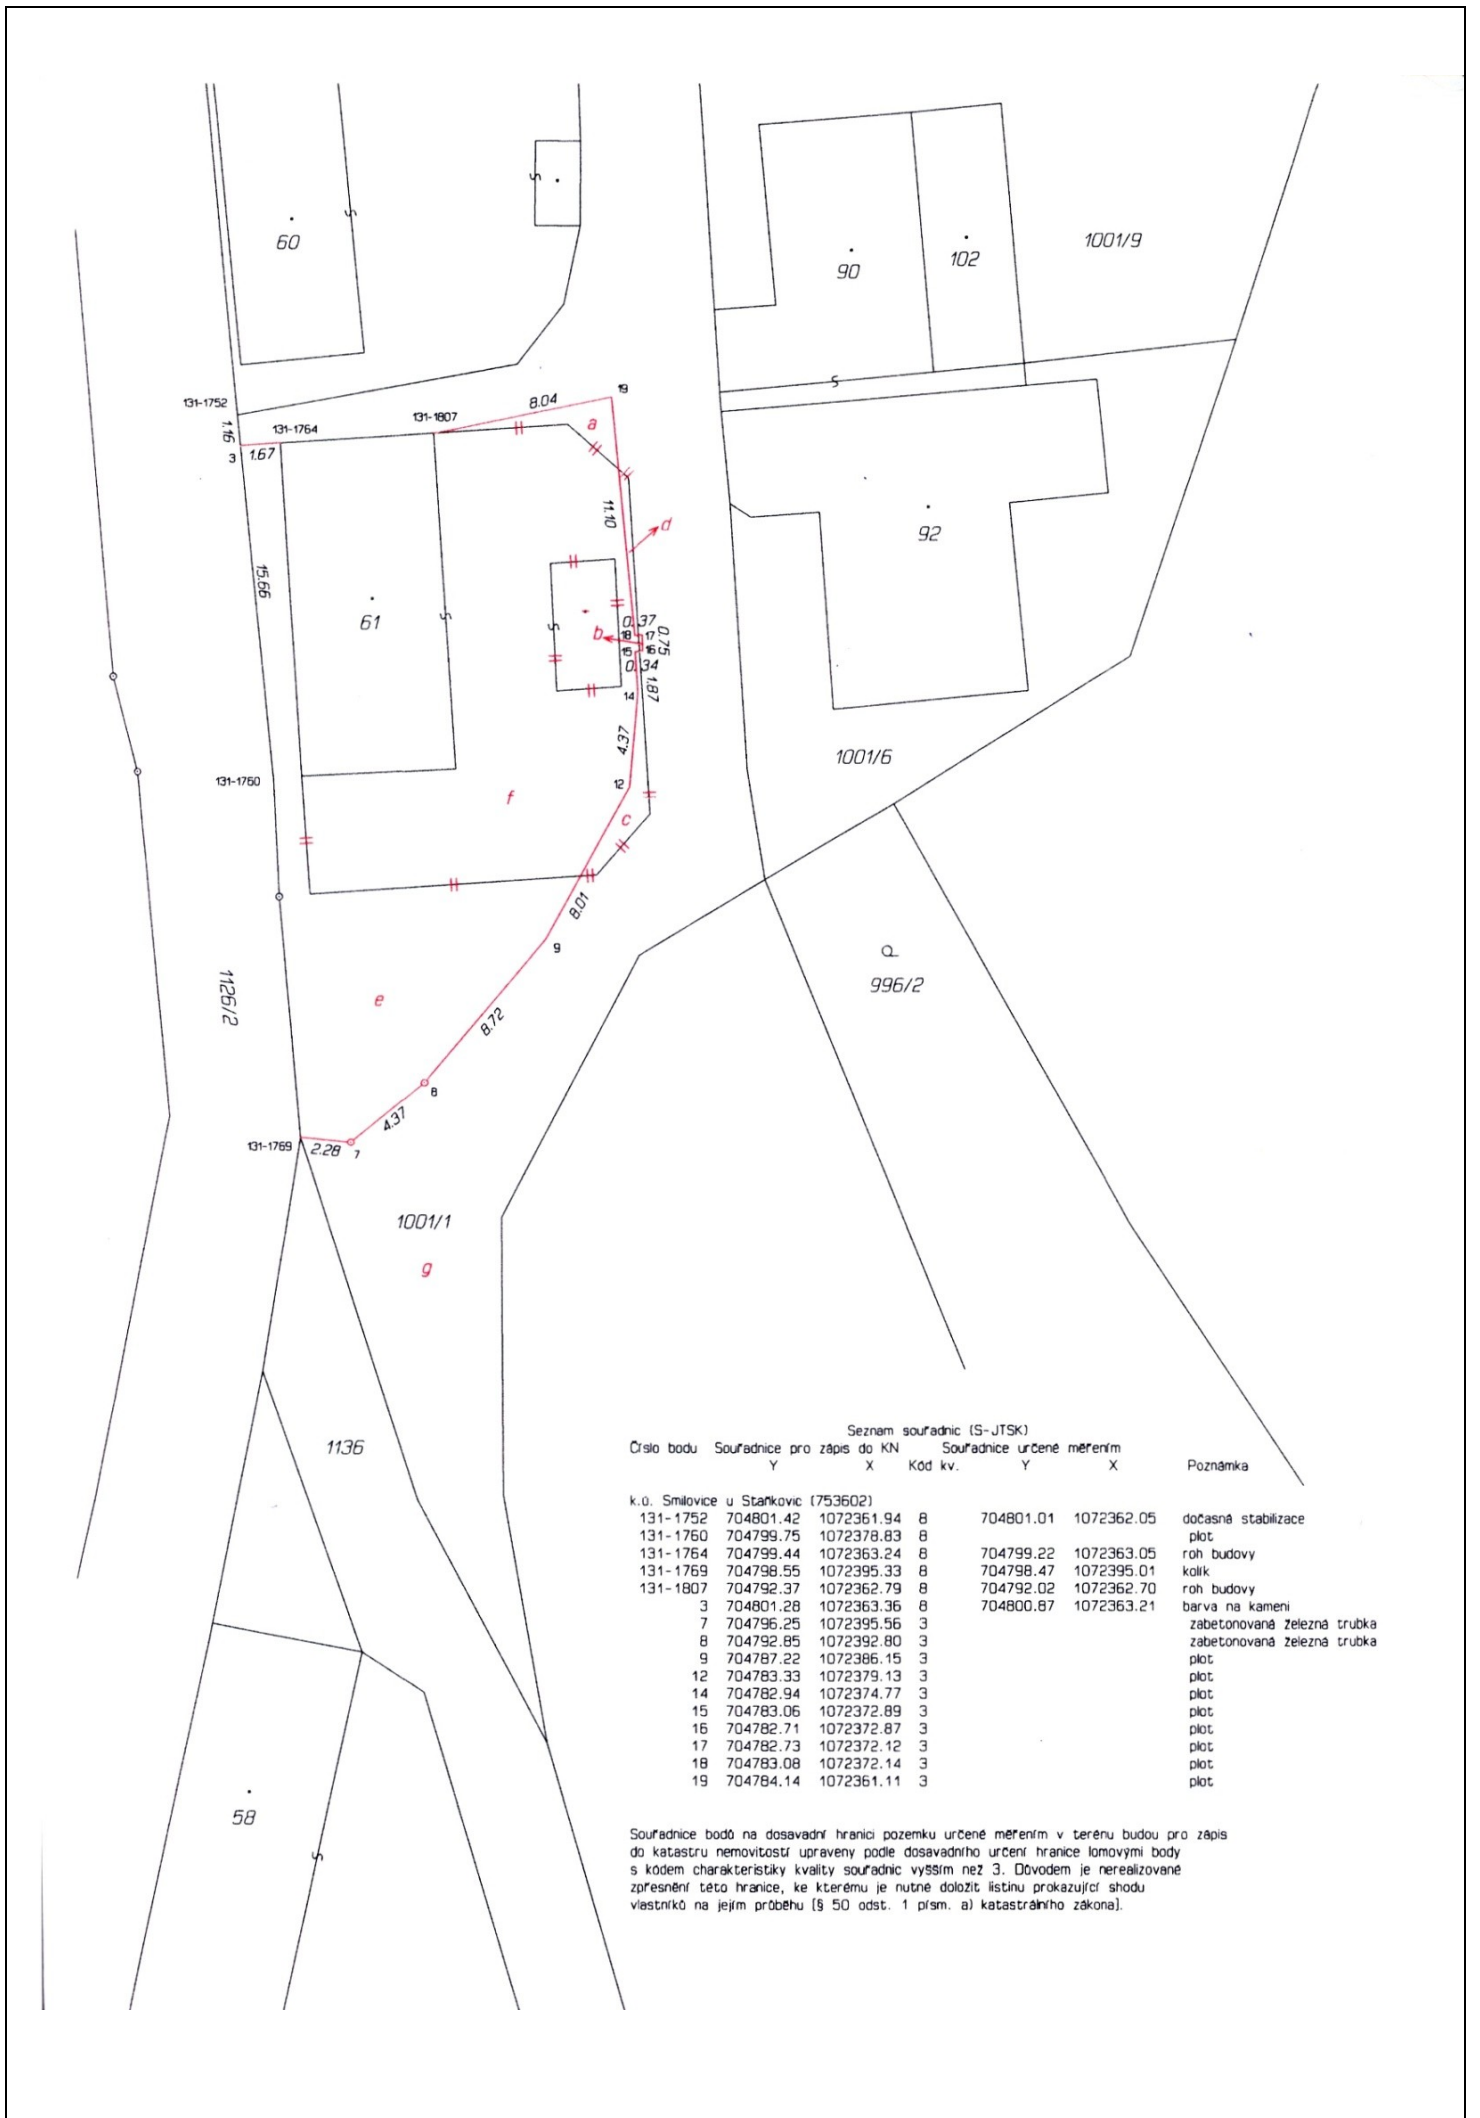 60
90
102
1001/9
131-1752
1.16
131-1764
131-1807
8.04
19
a
3
1.67
11.10
d
92
15.66
61
0.37
b
18
17
0.75
15
16
0.34
14
1.87
4.37
131-1760
12
f
c
1001/6
8.01
9
1126/2
e
996/2
8.72
8
4.37
131-1769
2.28
7
1001/1
g
1136
58
Seznam souřadnic (S-JTSK)
Číslo bodu Souřadnice pro zápis do KN Souřadnice určené měřením
Y X Kód kv. Y X Poznámka
k.o. Smilovice u Staňkovic (753602)
131-1752 704801.42 1072361.94 8 704801.01 1072362.05 dočasná stabilizace
131-1760 704799.75 1072378.83 8 plot
131-1764 704799.44 1072363.24 8 704799.22 1072363.05 roh budovy
131-1769 704798.55 1072395.33 8 704798.47 1072395.01 kolík
131-1807 704792.37 1072362.79 8 704792.02 1072362.70 roh budovy
3 704801.28 1072363.36 8 704800.87 1072363.21 barva na kameni
7 704796.25 1072395.56 3 zabetonovaná železná trubka
8 704792.85 1072392.80 3 zabetonovaná železná trubka
9 704787.22 1072386.15 3 plot
12 704783.33 1072379.13 3 plot
14 704782.94 1072374.77 3 plot
15 704783.06 1072372.89 3 plot
16 704782.71 1072372.87 3 plot
17 704782.73 1072372.12 3 plot
18 704783.08 1072372.14 3 plot
19 704784.14 1072361.11 3 plot
Souřadnice bodů na dosavadní hranici pozemku určené měřením v terénu budou pro zápis
do katastru nemovitostí upraveny podle dosavadního určení hranice lomovými body
s kódem charakteristiky kvality souřadnic vyšším než 3. Důvodem je nerealizované
zpřesnění této hranice, ke kterému je nutné doložit listinu prokazující shodu
vlastníků na jejím průběhu [§ 50 odst. 1 písm. a) katastrálního zákona].